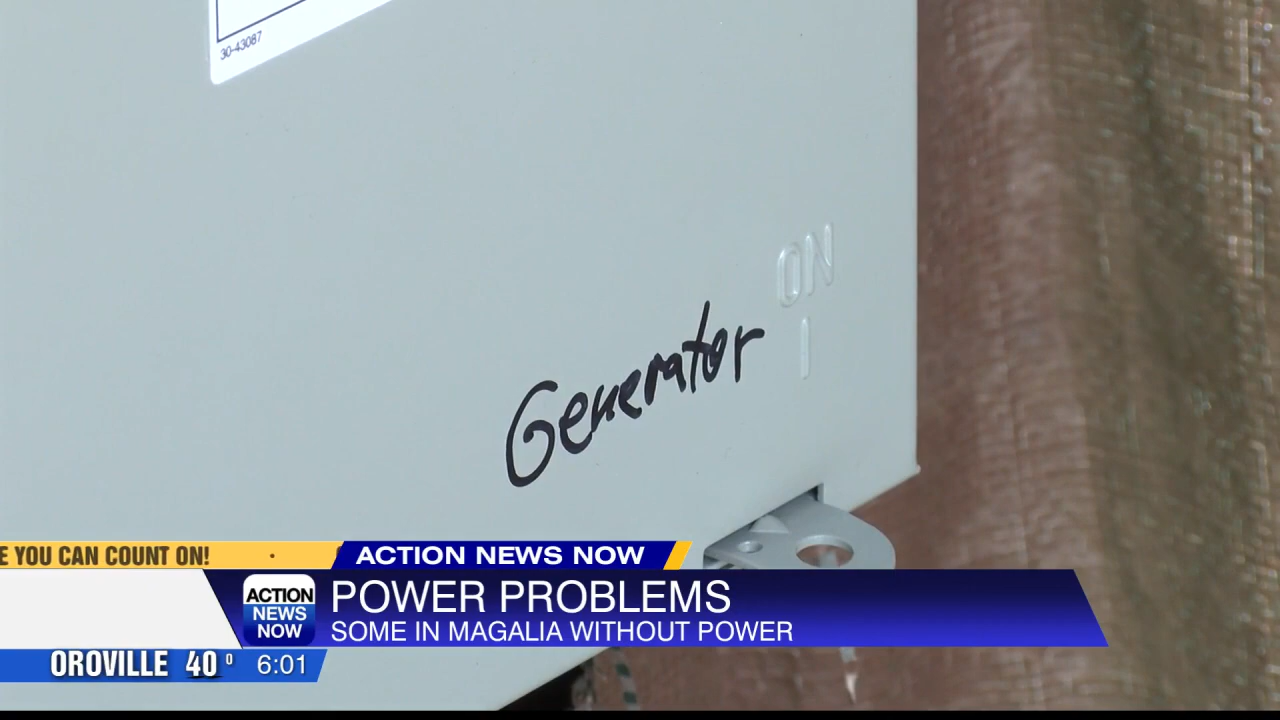 30-43087
ON
I
Generator
E YOU CAN COUNT ON! ·
ACTION NEWS NOW
ACTION
NEWS
NOW
POWER PROBLEMS
SOME IN MAGALIA WITHOUT POWER
OROVILLE 40° 6:01